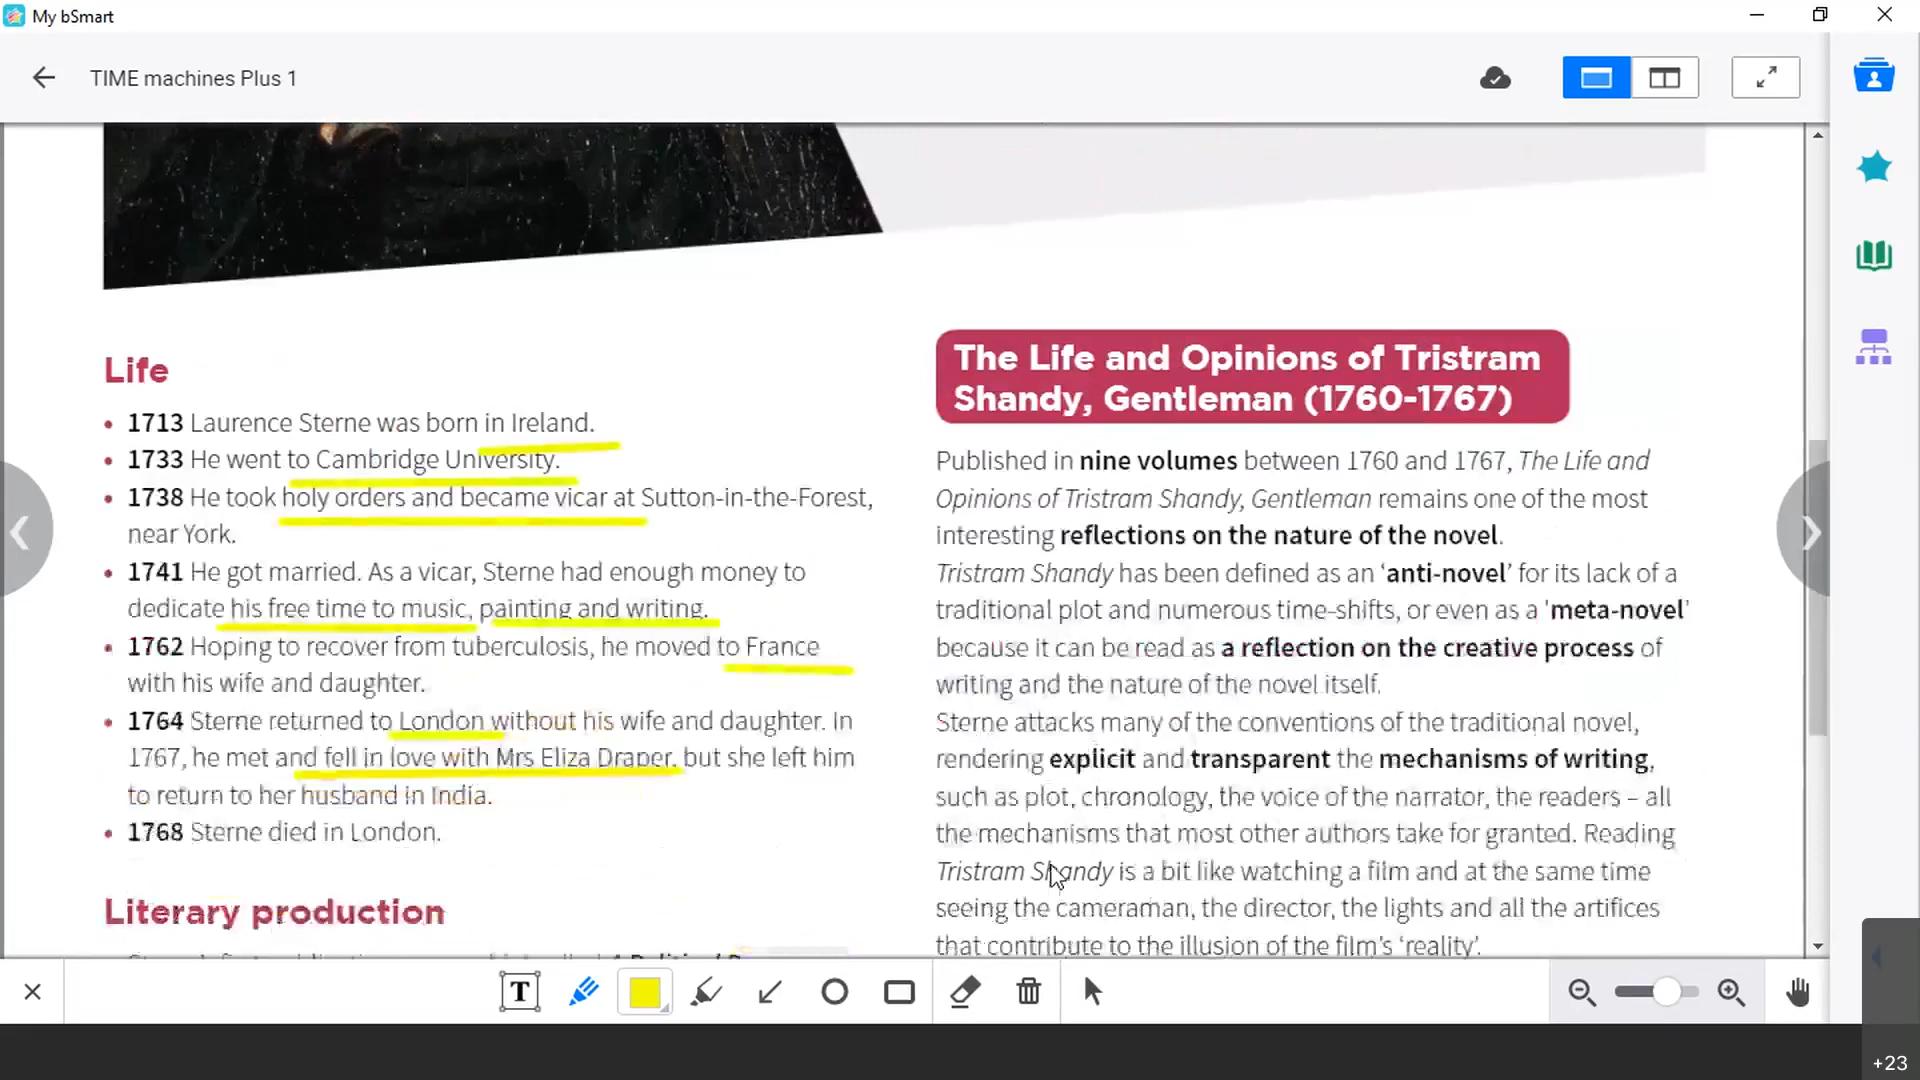 My bSmart
TIME machines Plus 1
Life
• 1713 Laurence Sterne was born in Ireland.
• 1733 He went to Cambridge University.
• 1738 He took holy orders and became vicar at Sutton-in-the-Forest,
near York.
• 1741 He got married. As a vicar, Sterne had enough money to
dedicate his free time to music, painting and writing.
• 1762 Hoping to recover from tuberculosis, he moved to France
with his wife and daughter.
• 1764 Sterne returned to London without his wife and daughter. In
1767, he met and fell in love with Mrs Eliza Draper, but she left him
to return to her husband in India.
• 1768 Sterne died in London.
Literary production
The Life and Opinions of Tristram
Shandy, Gentleman (1760-1767)
Published in nine volumes between 1760 and 1767, The Life and
Opinions of Tristram Shandy, Gentleman remains one of the most
interesting reflections on the nature of the novel.
Tristram Shandy has been defined as an ‘anti-novel’ for its lack of a
traditional plot and numerous time-shifts, or even as a 'meta-novel'
because it can be read as a reflection on the creative process of
writing and the nature of the novel itself.
Sterne attacks many of the conventions of the traditional novel,
rendering explicit and transparent the mechanisms of writing,
such as plot, chronology, the voice of the narrator, the readers – all
the mechanisms that most other authors take for granted. Reading
Tristram Shandy is a bit like watching a film and at the same time
seeing the cameraman, the director, the lights and all the artifices
that contribute to the illusion of the film's ‘reality’.
T
+23